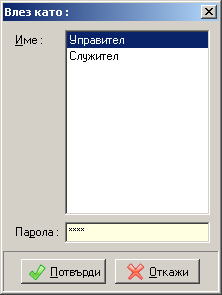 Влез като :
Име :
Управител
Служител
Парола :
****
Потвърди
Откажи